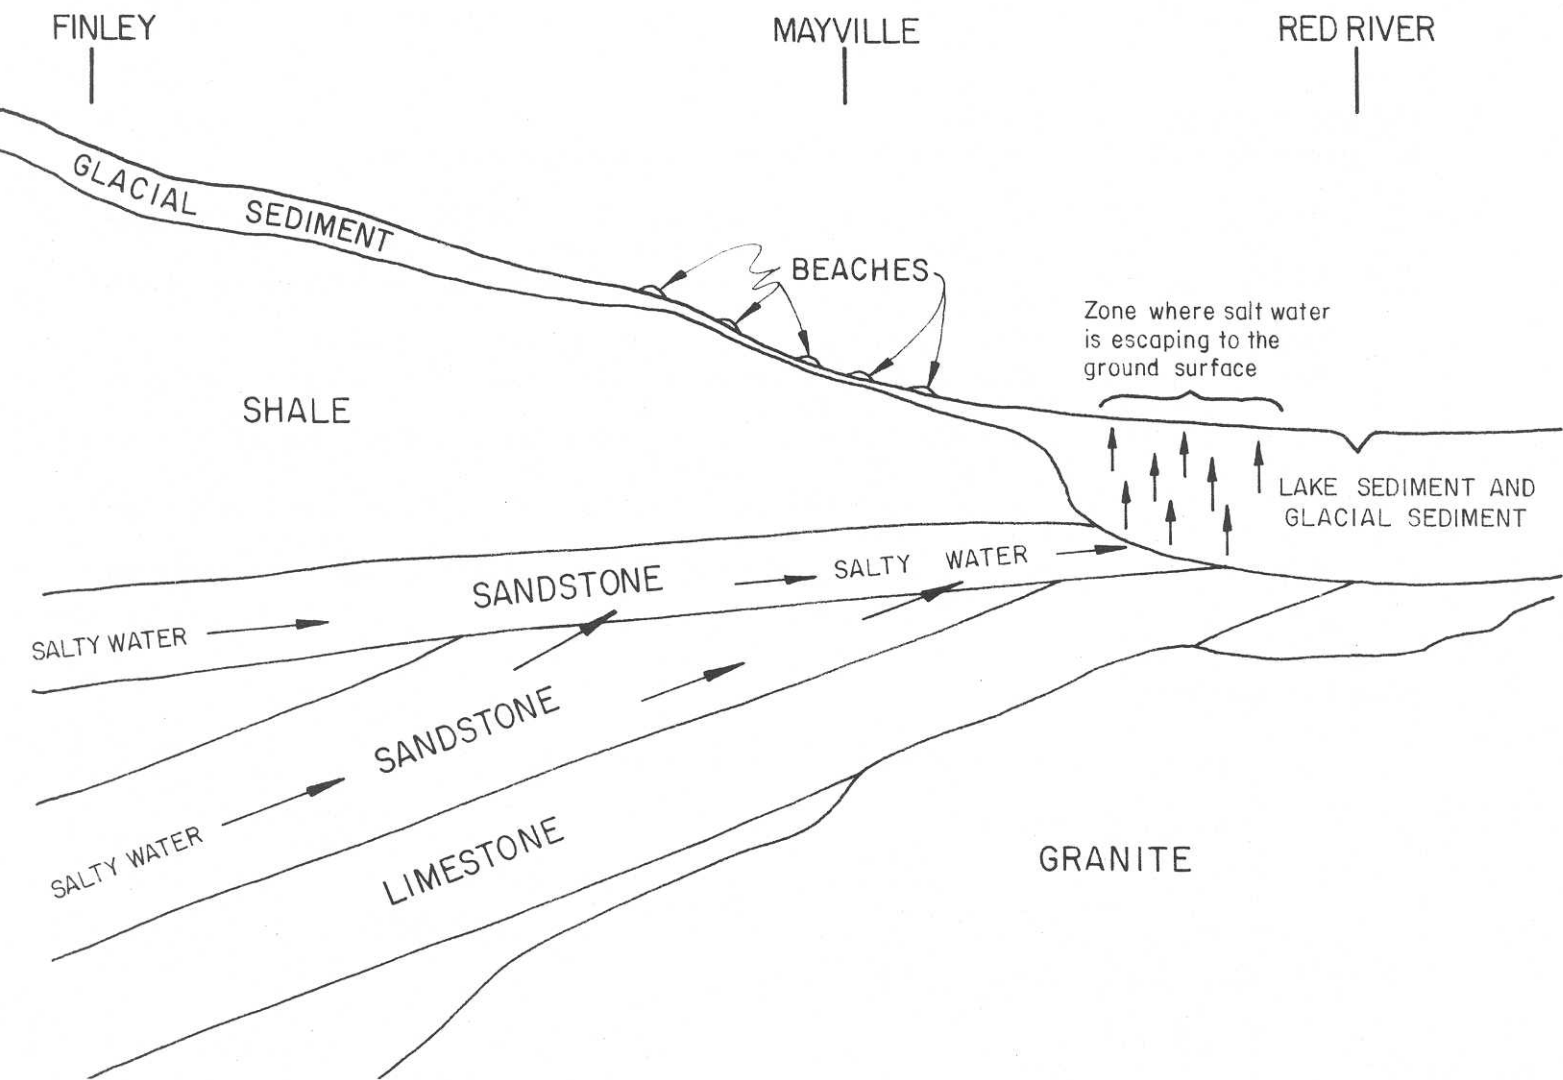 FINLEY
MAYVILLE
RED RIVER
GLACIAL SEDIMENT
BEACHES
Zone where salt water
is escaping to the
ground surface
SHALE
LAKE SEDIMENT AND
GLACIAL SEDIMENT
SALTY WATER
SANDSTONE
SALTY WATER
SANDSTONE
SALTY WATER
LIMESTONE
GRANITE